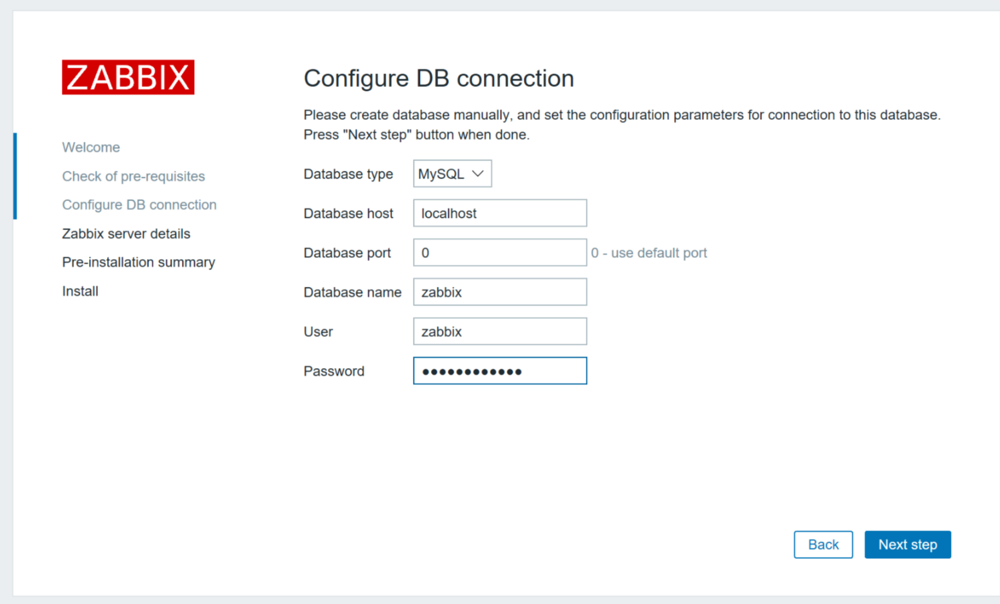 ZABBIX
Welcome
Check of pre-requisites
Configure DB connection
Zabbix server details
Pre-installation summary
Install
Configure DB connection
Please create database manually, and set the configuration parameters for connection to this database.
Press "Next step" button when done.
Database type MySQL
Database host localhost
Database port 0 0 - use default port
Database name zabbix
User zabbix
Password ●●●●●●●●●●●●
Back Next step